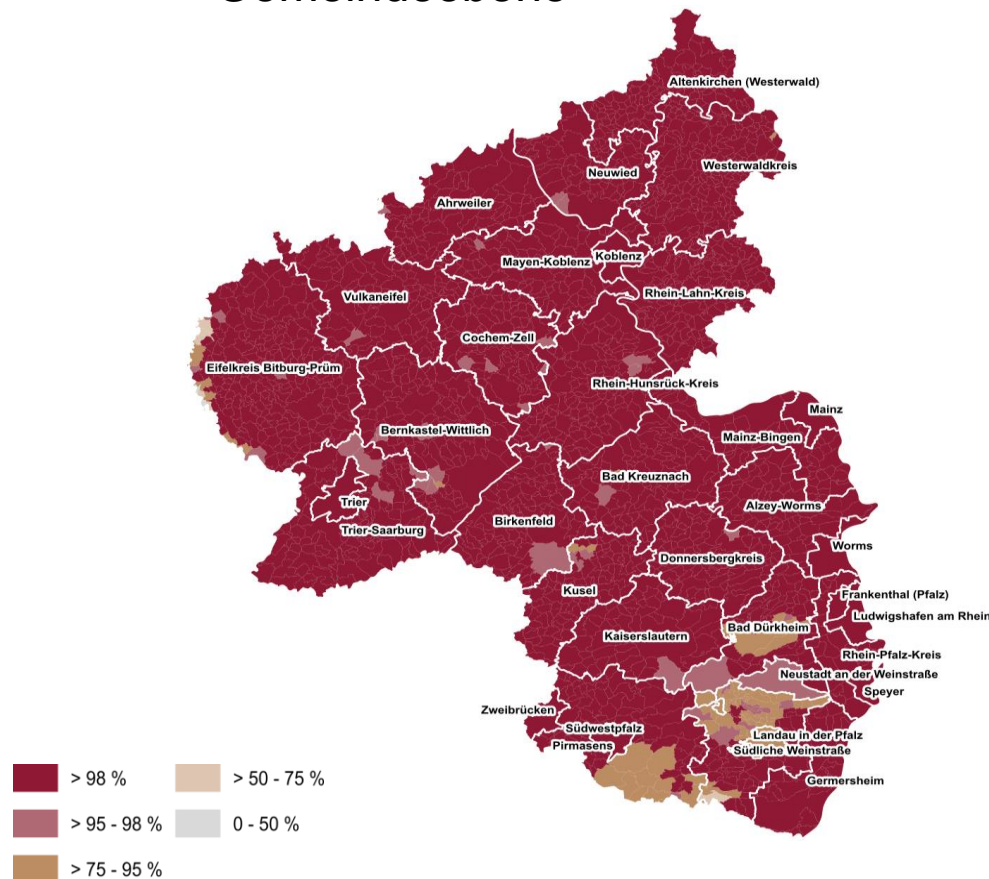 Altenkirchen (Westerwald)
Westerwaldkreis
Neuwied
Ahrweiler
Koblenz
Mayen-Koblenz
Rhein-Lahn-Kreis
Vulkaneifel
Cochem-Zell
Eifelkreis Bitburg-Prüm
Rhein-Hunsrück-Kreis
Mainz
Bernkastel-Wittlich
Mainz-Bingen
Bad Kreuznach
Trier
Alzey-Worms
Birkenfeld
Trier-Saarburg
Worms
Donnersbergkreis
Kusel
Frankenthal (Pfalz)
Ludwigshafen am Rhein
Bad Dürkheim
Kaiserslautern
Rhein-Pfalz-Kreis
Neustadt an der Weinstraße
Speyer
Zweibrücken
Südwestpfalz
Landau in der Pfalz
Pirmasens
Südliche Weinstraße
Germersheim
> 98 %
> 50 - 75 %
> 95 - 98 %
0 - 50 %
> 75 - 95 %